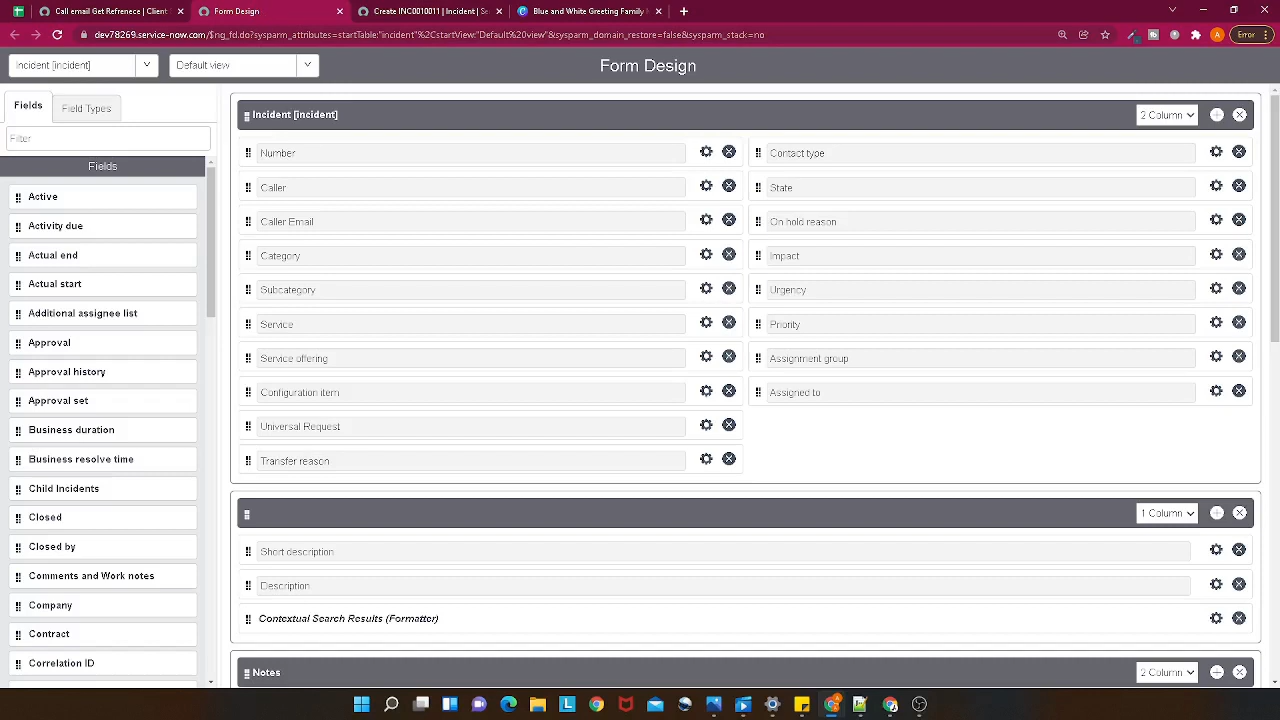 Call email Get Refrenece | Client
Form Design
Create INC0010011 | Incident | Se
Blue and White Greeting Family
dev78269.service-now.com/$ng_fd.do?sysparm_attributes=startTable:"incident"%2CstartView:"Default%20view"&sysparm_domain_restore=false&sysparm_stack=no
A
Error
Incident [incident]
Default view
Form Design
Fields
Field Types
Filter
Fields
Active
Activity due
Actual end
Actual start
Additional assignee list
Approval
Approval history
Approval set
Business duration
Business resolve time
Child Incidents
Closed
Closed by
Comments and Work notes
Company
Contract
Correlation ID
Incident [incident]
2 Column
Number
Caller
Caller Email
Category
Subcategory
Service
Service offering
Configuration item
Universal Request
Transfer reason
Contact type
State
On hold reason
Impact
Urgency
Priority
Assignment group
Assigned to
1 Column
Short description
Description
Contextual Search Results (Formatter)
Notes
2 Column